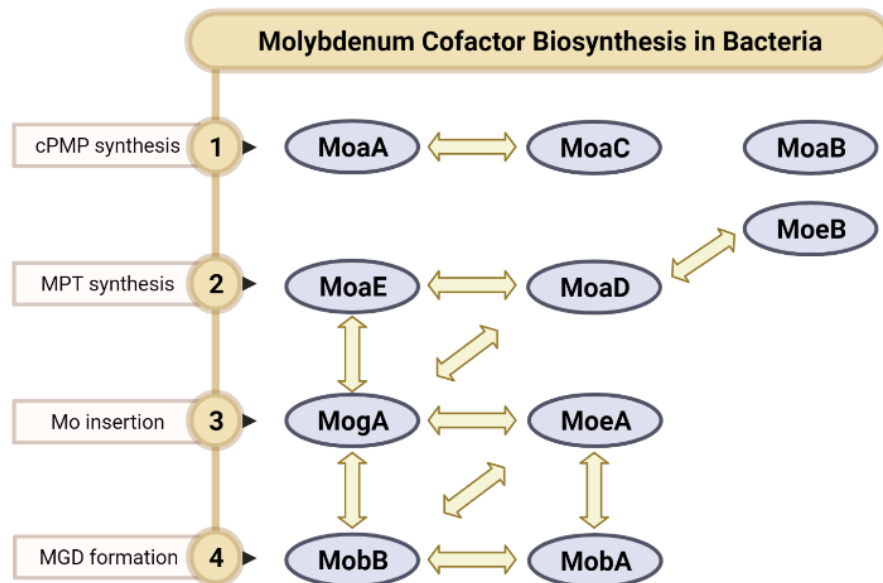 Molybdenum Cofactor Biosynthesis in Bacteria
cPMP synthesis 1 MoaA MoaC MoaB
MoeB
MPT synthesis 2 MoaE MoaD
Mo insertion 3 MogA MoeA
MGD formation 4 MobB MobA